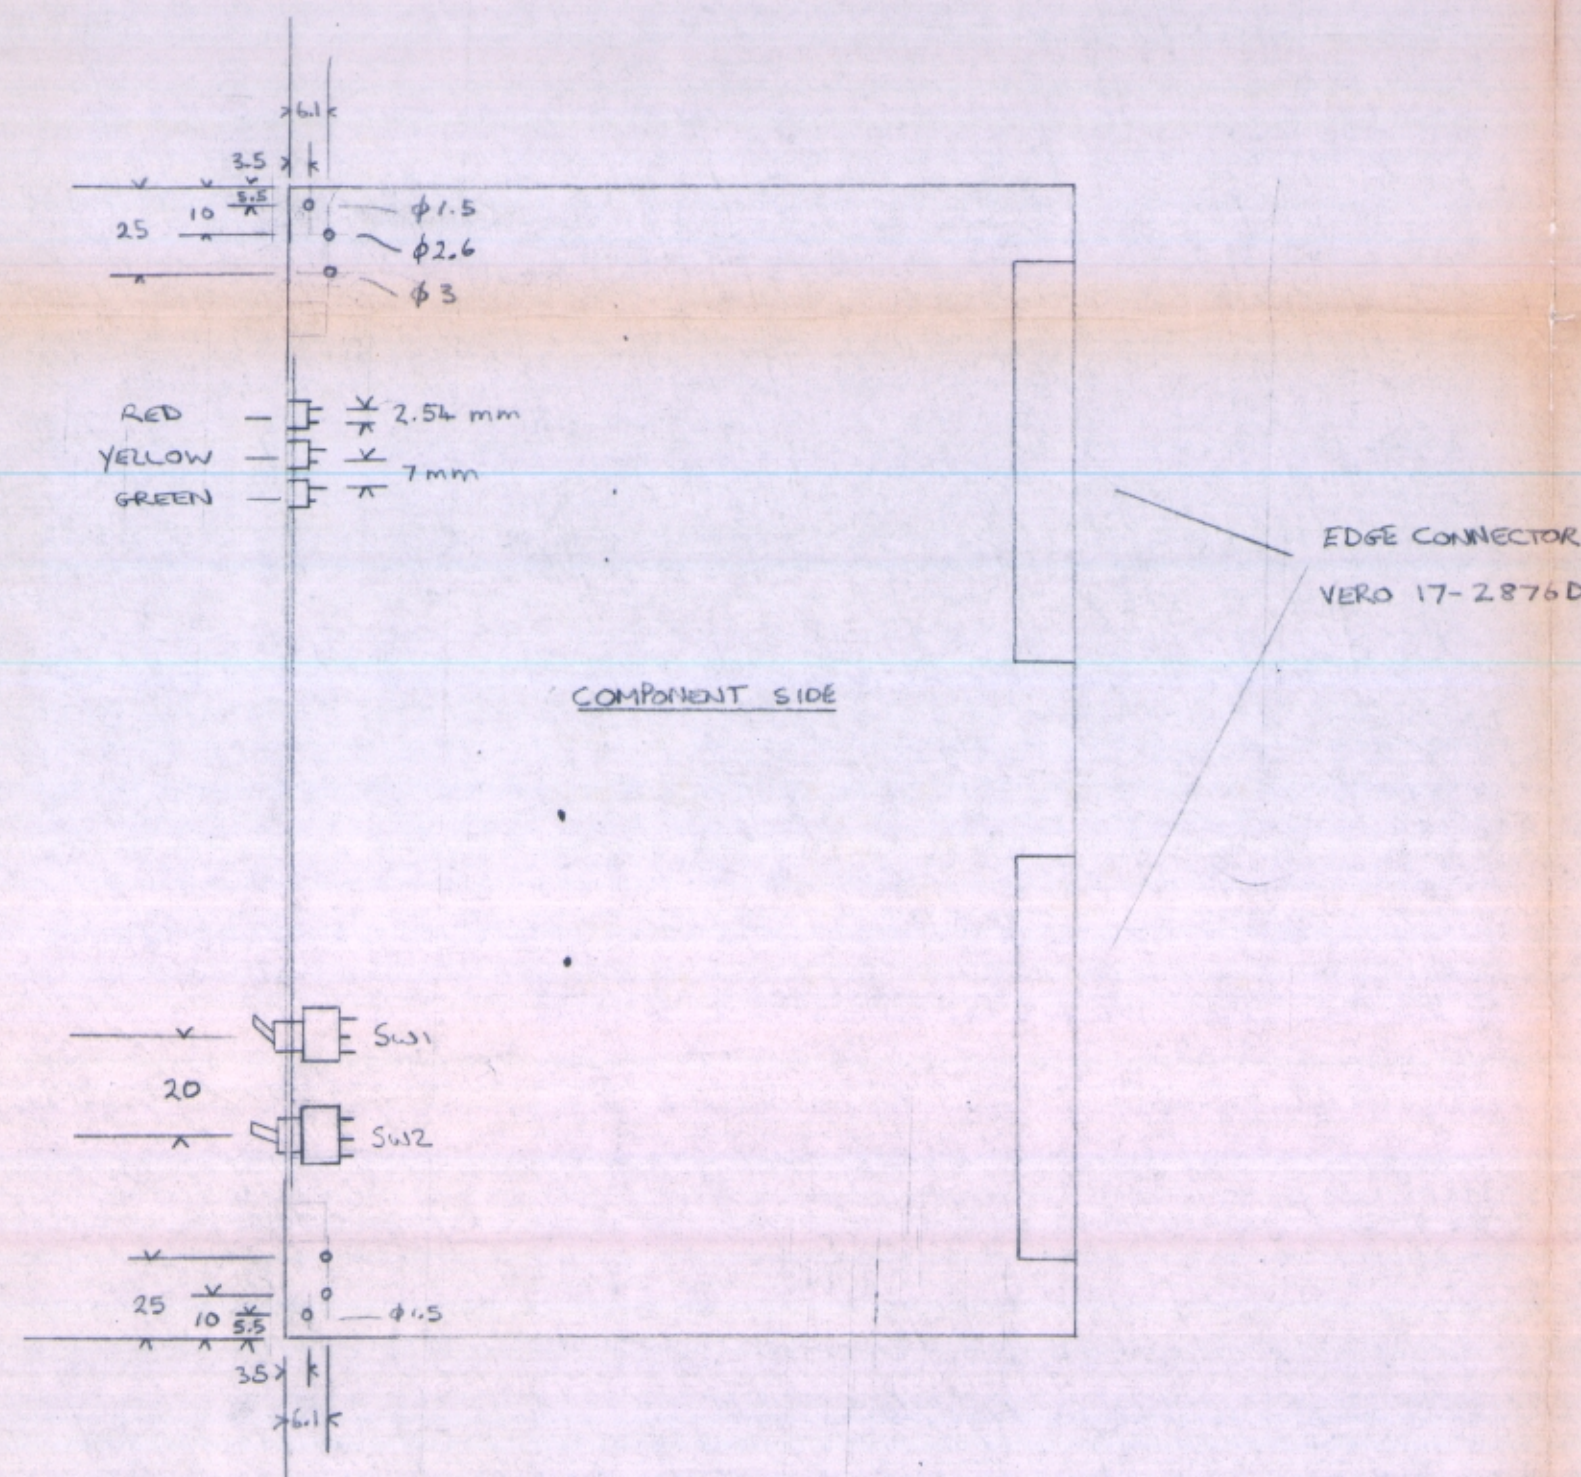 6.1
3.5
5.5
10
25
φ1.5
φ2.6
φ3
RED
2.54 mm
YELLOW
7mm
GREEN
EDGE CONNECTOR
VERO 17-2876D
COMPONENT SIDE
SW1
20
SW2
25
10
5.5
φ1.5
35
6.1